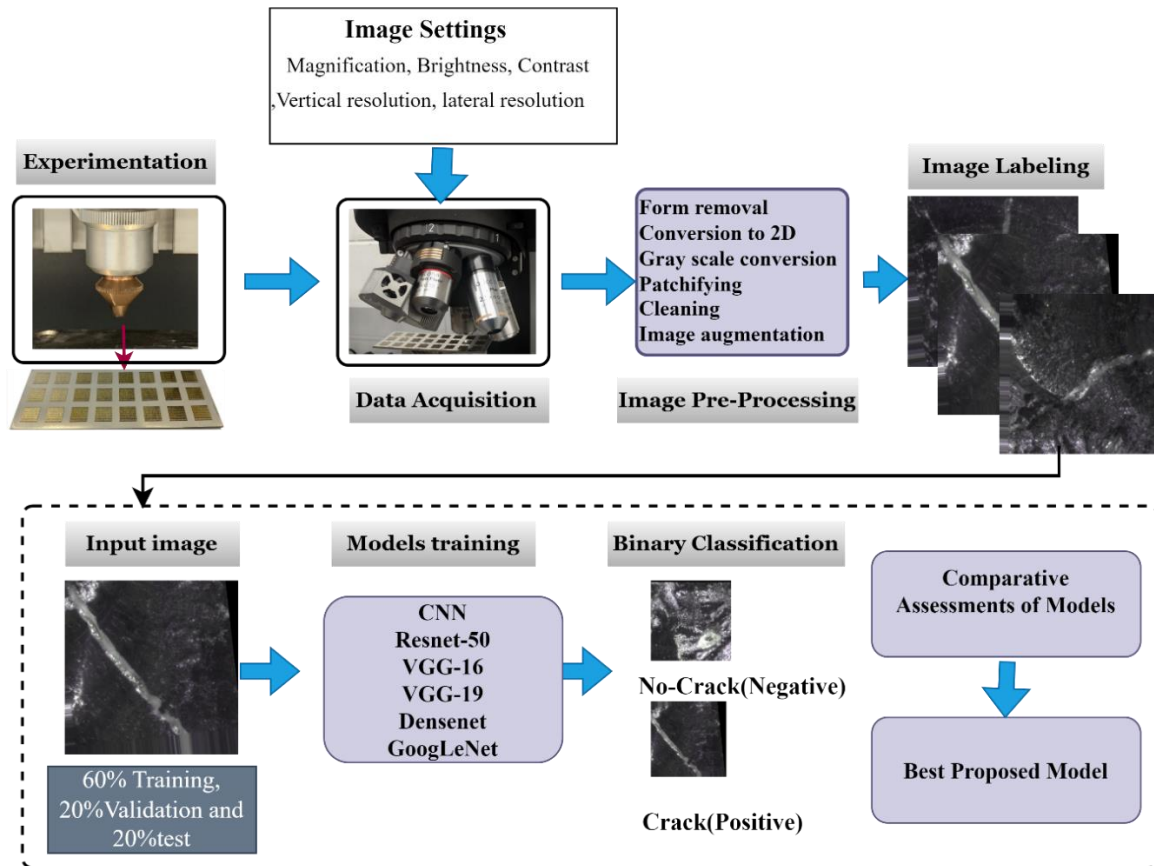 Image Settings
Magnification, Brightness, Contrast
,Vertical resolution, lateral resolution
Experimentation
Image Labeling
Form removal
Conversion to 2D
Gray scale conversion
Patchifying
Cleaning
Image augmentation
Data Acquisition
Image Pre-Processing
Input image
Models training
Binary Classification
60% Training,
20%Validation and
20%test
CNN
Resnet-50
VGG-16
VGG-19
Densenet
GoogLeNet
No-Crack(Negative)
Crack(Positive)
Comparative
Assessments of Models
Best Proposed Model